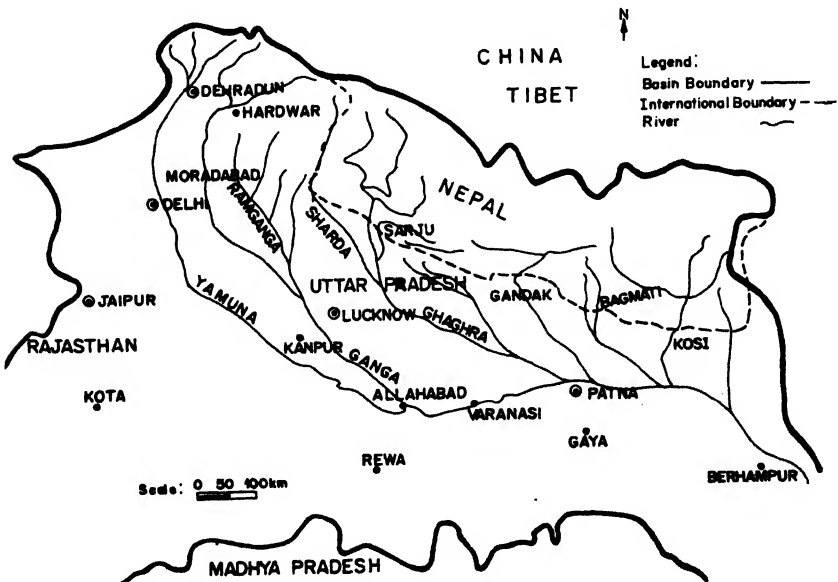 N
CHINA
TIBET
Legend:
Basin Boundary
International Boundary
River
DEHRADUN
HARDWAR
MORADABAD
DELHI
RAMGANGA
SHARDA
NEPAL
SARJU
JAIPUR
YAMUNA
UTTAR PRADESH
GANDAK
BAGMATI
LUCKNOW
GHAGHRA
RAJASTHAN
KANPUR
GANGA
KOSI
KOTA
ALLAHABAD
VARANASI
PATNA
GAYA
REWA
BERHAMPUR
Scale: 0 50 100km
MADHYA PRADESH